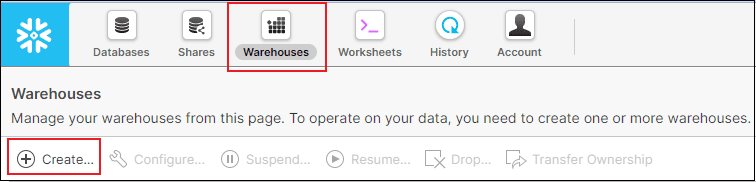 Databases Shares Warehouses Worksheets History Account
Warehouses
Manage your warehouses from this page. To operate on your data, you need to create one or more warehouses.
Create... Configure... Suspend... Resume... Drop... Transfer Ownership